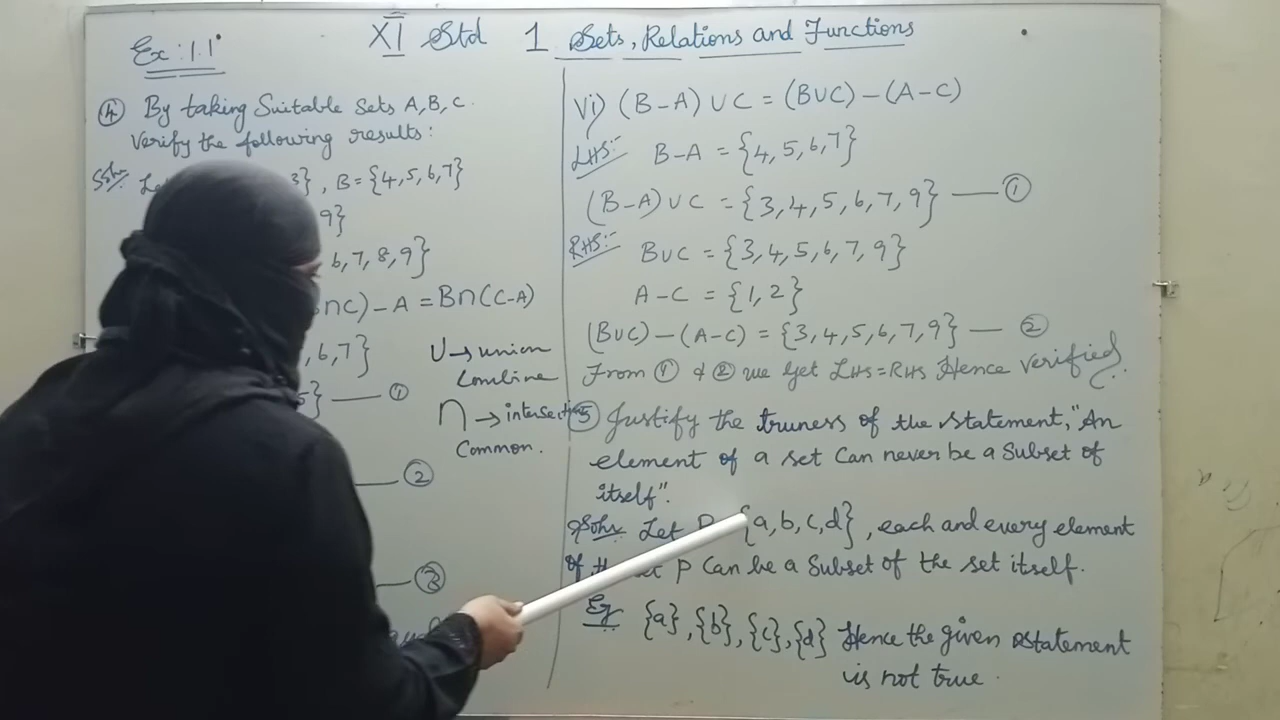 Ex: 1.1
XI Std 1 Sets, Relations and Functions
④ By taking Suitable sets A, B, C.
Verify the following results:
Soln. 3}, B = {4,5,6,7}
9}
6,7,8,9}
∩C) - A = B∩(C-A)
,6,7}
5} — ①
U → union
Combine
∩ → intersection
Common.
②
③
vi) (B-A) ∪ C = (B∪C) - (A-C)
LHS:- B-A = {4,5,6,7}
(B-A) ∪ C = {3,4,5,6,7,9} — ①
RHS:- B∪C = {3,4,5,6,7,9}
A-C = {1,2}
(B∪C) - (A-C) = {3,4,5,6,7,9} — ②
From ① & ② we get LHS = RHS Hence Verified.
⑤ Justify the truness of the statement, "An
element of a set Can never be a Subset of
itself".
Soln. Let {a,b,c,d}, each and every element
of P Can be a Subset of the set itself.
Eg {a}, {b}, {c}, {d} Hence the given statement
is not true.